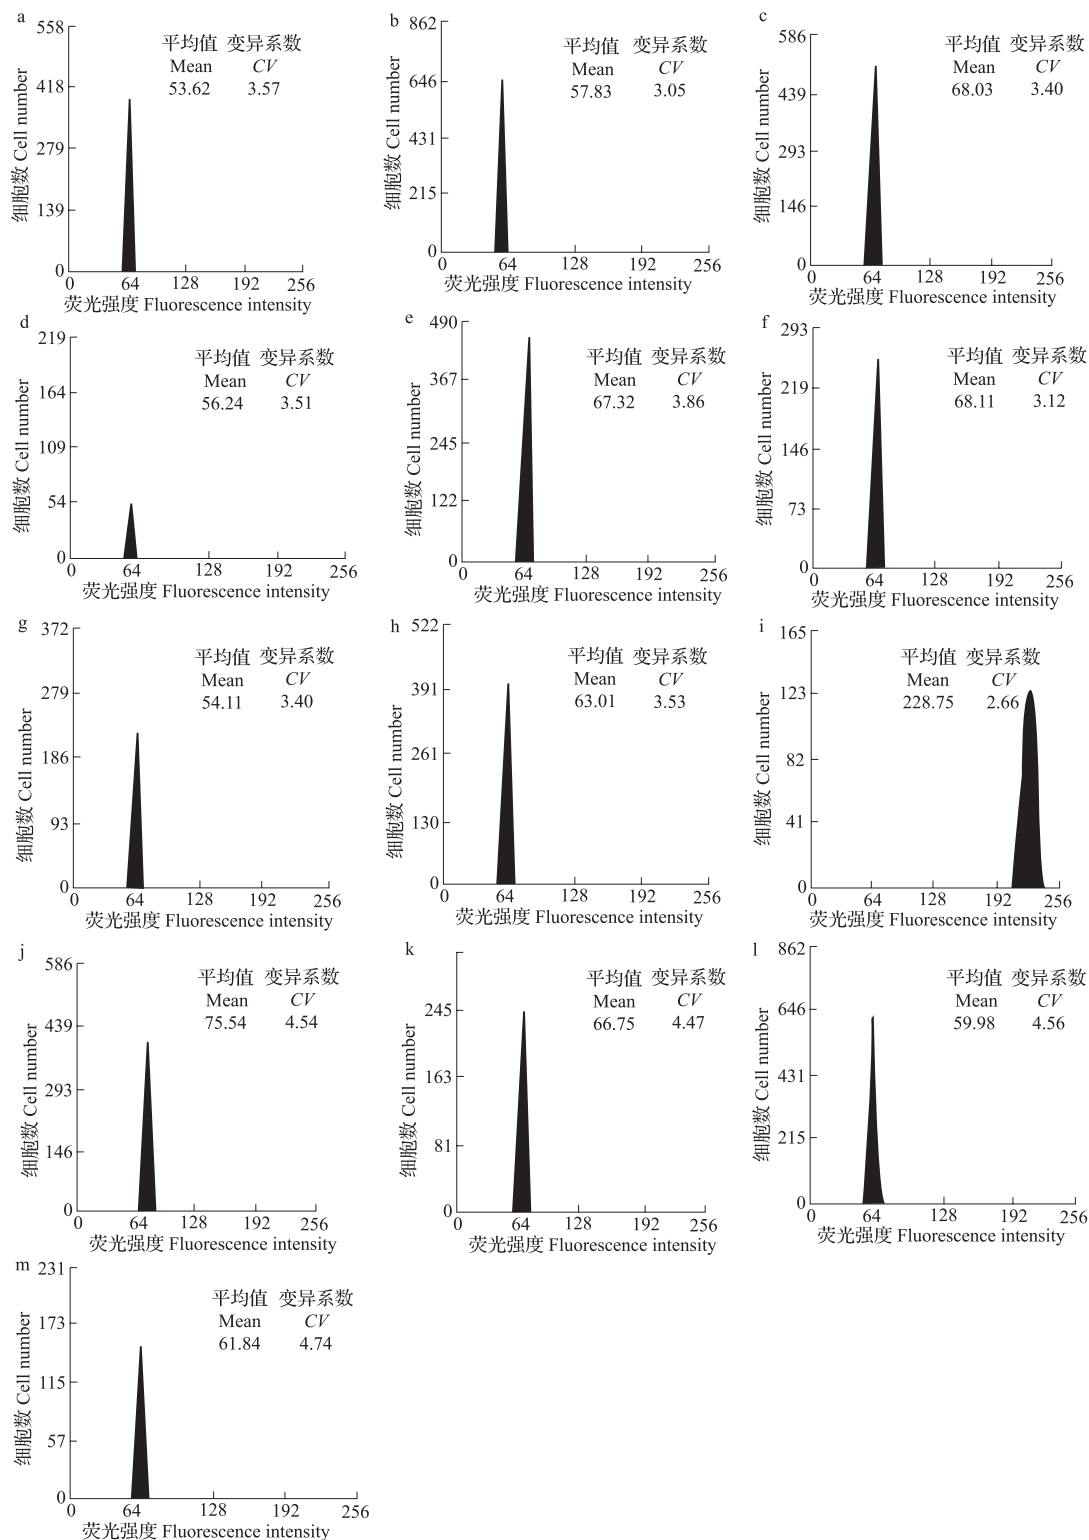 a
558
418
279
139
0
细胞数 Cell number
平均值 变异系数
Mean CV
53.62 3.57
0 64 128 192 256
荧光强度 Fluorescence intensity
b
862
646
431
215
0
细胞数 Cell number
平均值 变异系数
Mean CV
57.83 3.05
0 64 128 192 256
荧光强度 Fluorescence intensity
c
586
439
293
146
0
细胞数 Cell number
平均值 变异系数
Mean CV
68.03 3.40
0 64 128 192 256
荧光强度 Fluorescence intensity
d
219
164
109
54
0
细胞数 Cell number
平均值 变异系数
Mean CV
56.24 3.51
0 64 128 192 256
荧光强度 Fluorescence intensity
e
490
367
245
122
0
细胞数 Cell number
平均值 变异系数
Mean CV
67.32 3.86
0 64 128 192 256
荧光强度 Fluorescence intensity
f
293
219
146
73
0
细胞数 Cell number
平均值 变异系数
Mean CV
68.11 3.12
0 64 128 192 256
荧光强度 Fluorescence intensity
g
372
279
186
93
0
细胞数 Cell number
平均值 变异系数
Mean CV
54.11 3.40
0 64 128 192 256
荧光强度 Fluorescence intensity
h
522
391
261
130
0
细胞数 Cell number
平均值 变异系数
Mean CV
63.01 3.53
0 64 128 192 256
荧光强度 Fluorescence intensity
i
165
123
82
41
0
细胞数 Cell number
平均值 变异系数
Mean CV
228.75 2.66
0 64 128 192 256
荧光强度 Fluorescence intensity
j
586
439
293
146
0
细胞数 Cell number
平均值 变异系数
Mean CV
75.54 4.54
0 64 128 192 256
荧光强度 Fluorescence intensity
k
245
163
81
0
细胞数 Cell number
平均值 变异系数
Mean CV
66.75 4.47
0 64 128 192 256
荧光强度 Fluorescence intensity
l
862
646
431
215
0
细胞数 Cell number
平均值 变异系数
Mean CV
59.98 4.56
0 64 128 192 256
荧光强度 Fluorescence intensity
m
231
173
115
57
0
细胞数 Cell number
平均值 变异系数
Mean CV
61.84 4.74
0 64 128 192 256
荧光强度 Fluorescence intensity